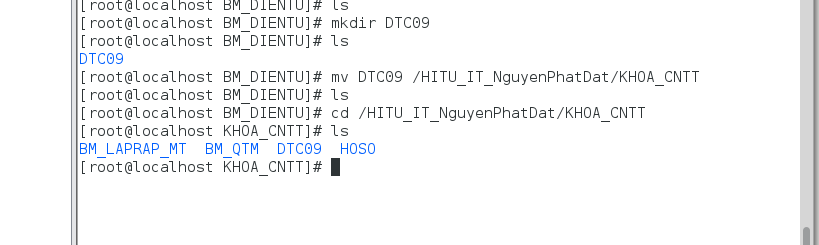 [root@localhost BM_DIENTU]# ls
[root@localhost BM_DIENTU]# mkdir DTC09
[root@localhost BM_DIENTU]# ls
DTC09
[root@localhost BM_DIENTU]# mv DTC09 /HITU_IT_NguyenPhatDat/KHOA_CNTT
[root@localhost BM_DIENTU]# ls
[root@localhost BM_DIENTU]# cd /HITU_IT_NguyenPhatDat/KHOA_CNTT
[root@localhost KHOA_CNTT]# ls
BM_LAPRAP_MT  BM_QTM  DTC09  HOSO
[root@localhost KHOA_CNTT]#